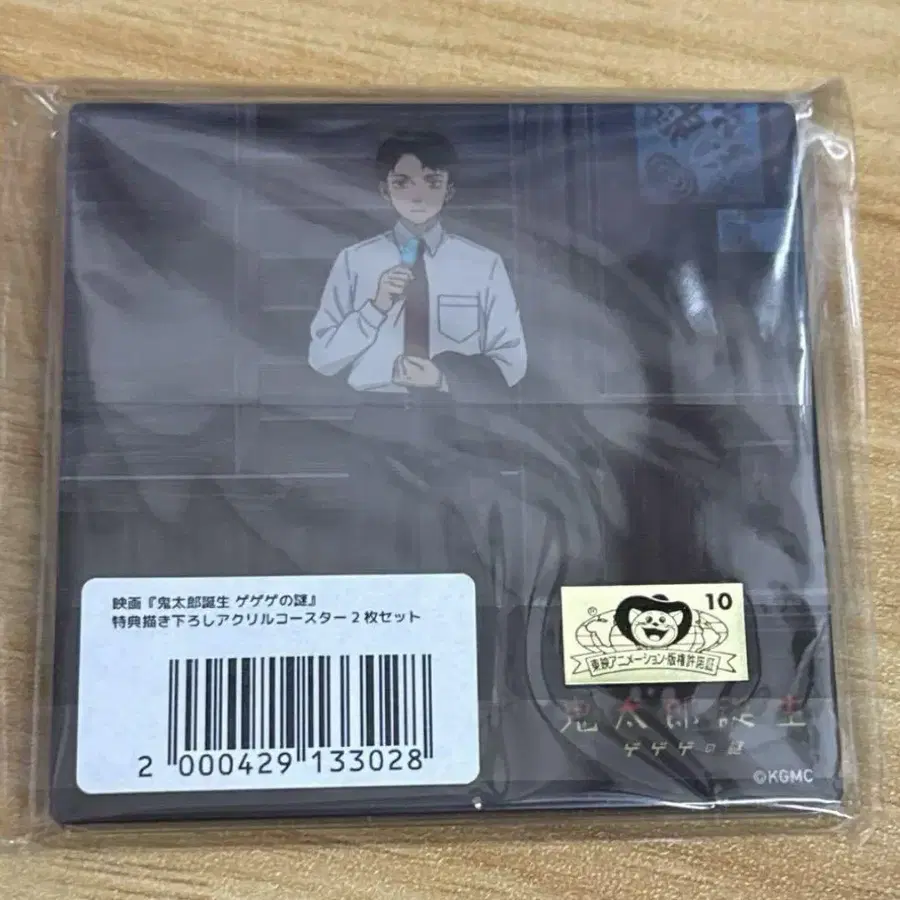 映画『鬼太郎誕生 ゲゲゲの謎』
特典描き下ろしアクリルコースター2枚セット
2 000429 133028
10
東映アニメーション・版権許諾証
鬼太郎誕生
ゲゲゲの謎
©KGMC